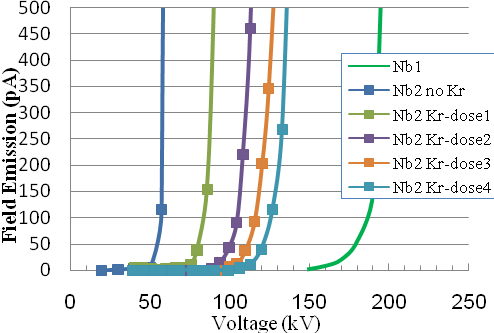 500
450
400
350
300
250
200
150
100
50
0
Field Emission (pA)
Nb1
Nb2 no Kr
Nb2 Kr-dose1
Nb2 Kr-dose2
Nb2 Kr-dose3
Nb2 Kr-dose4
0 50 100 150 200 250
Voltage (kV)